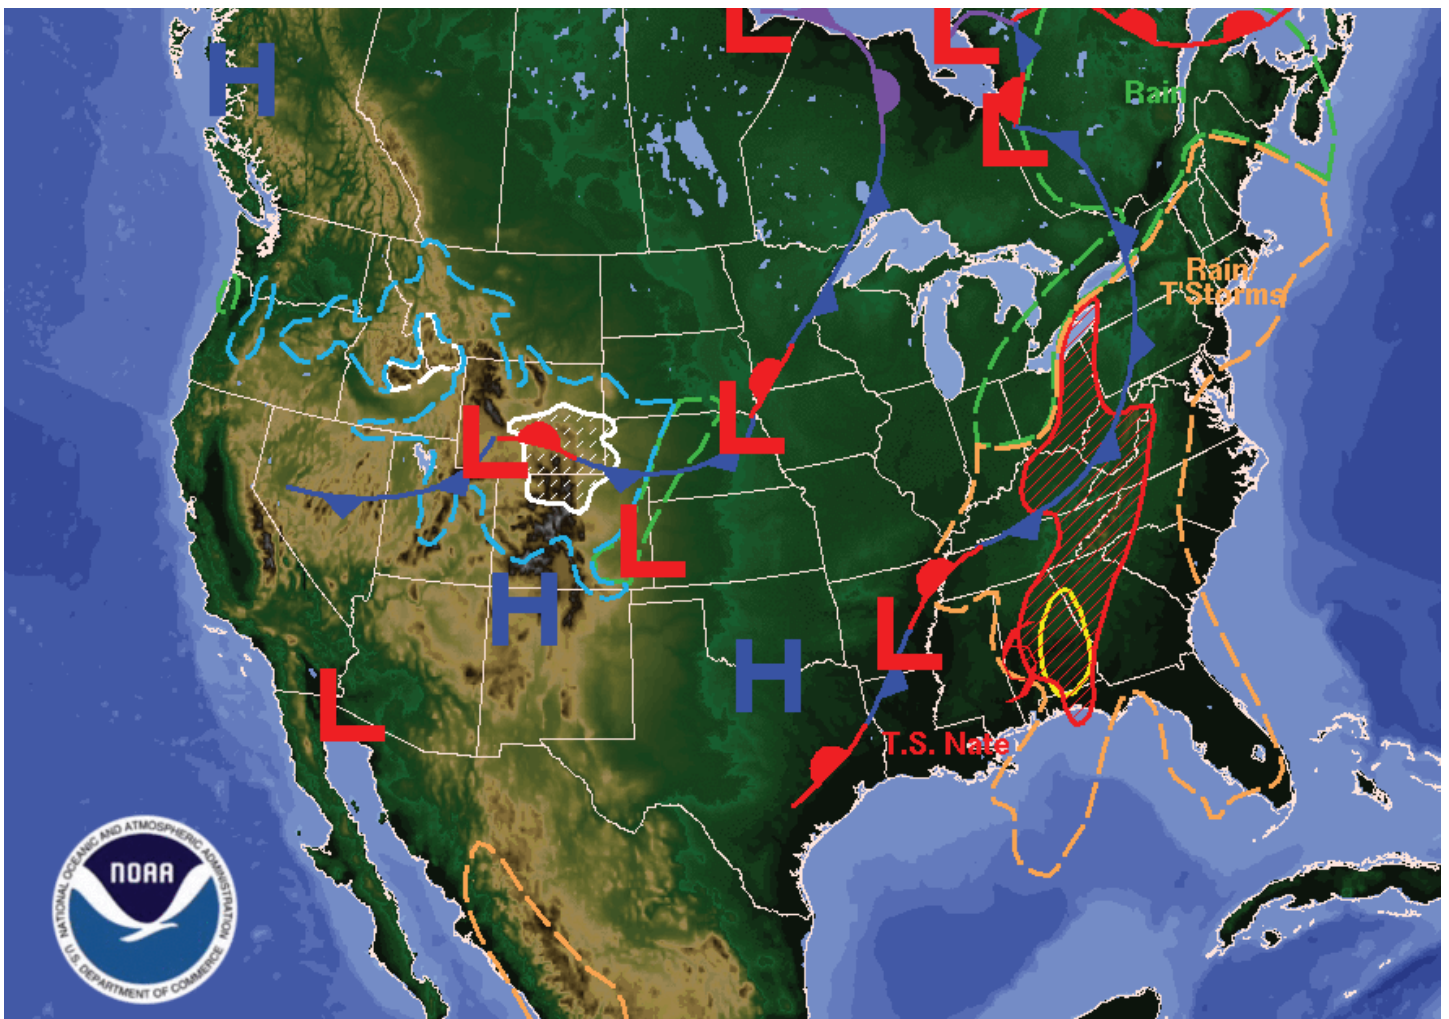 L
L
H
L
Rain
Rain/
T'Storms
L
L
L
H
L
H
L
T.S. Nate
NATIONAL OCEANIC AND ATMOSPHERIC ADMINISTRATION
NOAA
U.S. DEPARTMENT OF COMMERCE